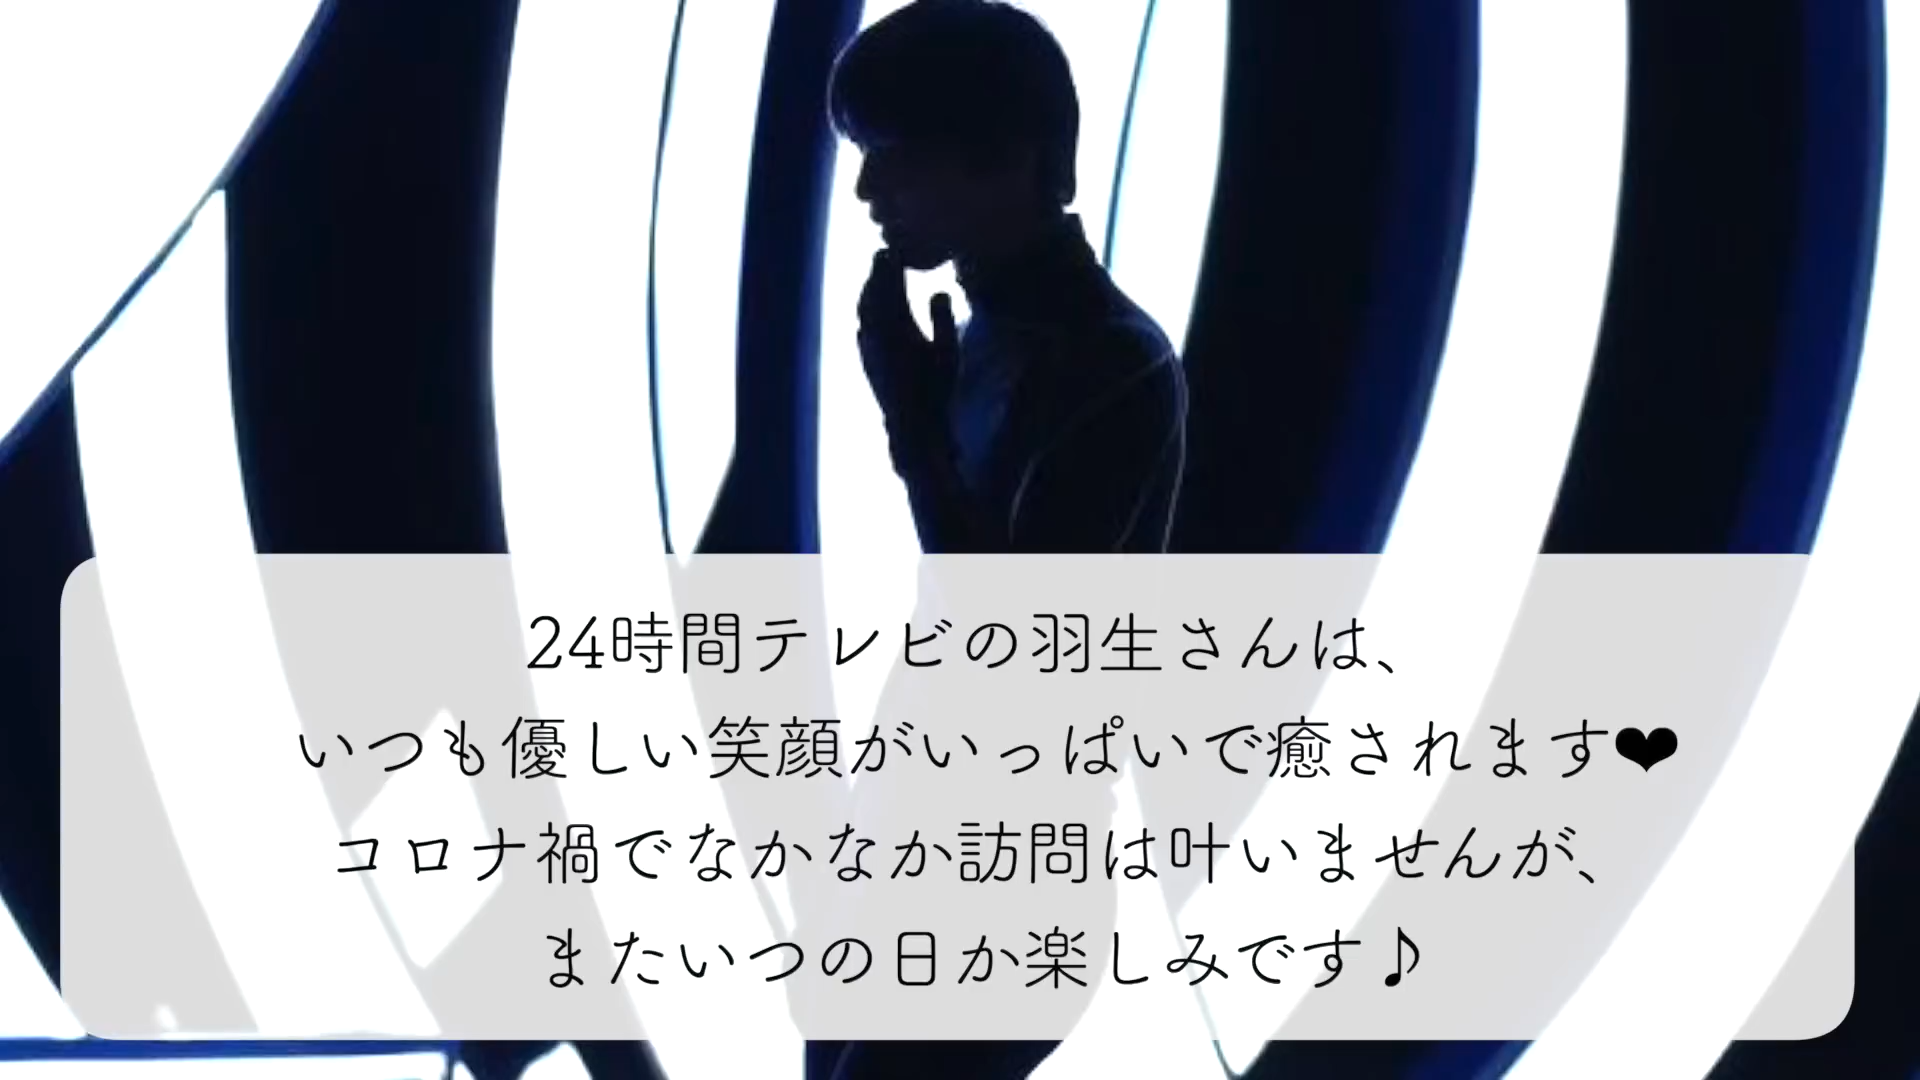 24時間テレビの羽生さんは、
いつも優しい笑顔がいっぱいで癒されます❤
コロナ禍でなかなか訪問は叶いませんが、
またいつの日か楽しみです♪